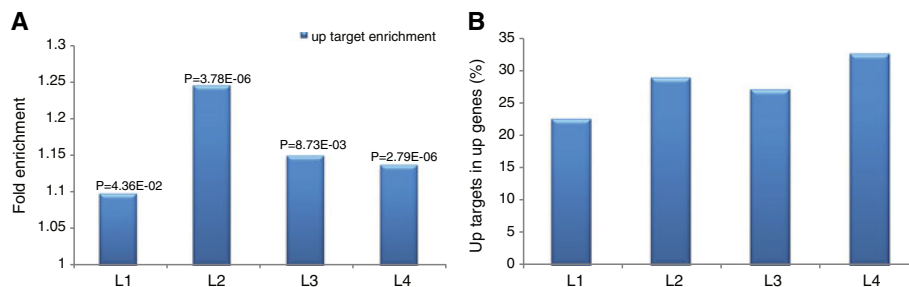 A
up target enrichment
Fold enrichment
1.3
1.25
1.2
1.15
1.1
1.05
1
P=4.36E-02
P=3.78E-06
P=8.73E-03
P=2.79E-06
L1 L2 L3 L4
B
Up targets in up genes (%)
35
30
25
20
15
10
5
0
L1 L2 L3 L4